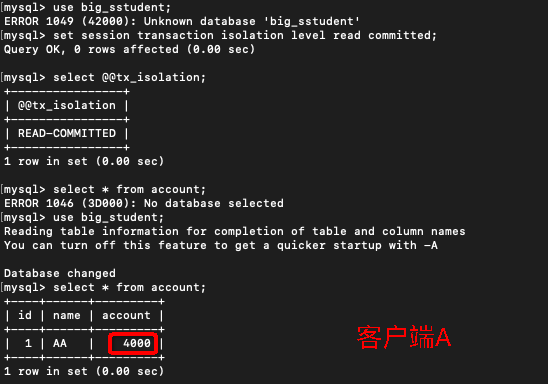 [mysql> use big_sstudent;
ERROR 1049 (42000): Unknown database 'big_sstudent'
[mysql> set session transaction isolation level read committed;
Query OK, 0 rows affected (0.00 sec)

[mysql> select @@tx_isolation;
+----------------+
| @@tx_isolation |
+----------------+
| READ-COMMITTED |
+----------------+
1 row in set (0.00 sec)

[mysql> select * from account;
ERROR 1046 (3D000): No database selected
[mysql> use big_student;
Reading table information for completion of table and column names
You can turn off this feature to get a quicker startup with -A

Database changed
[mysql> select * from account;
+----+------+---------+
| id | name | account |
+----+------+---------+
|  1 | AA   |    4000 |
+----+------+---------+
1 row in set (0.00 sec)
客户端A